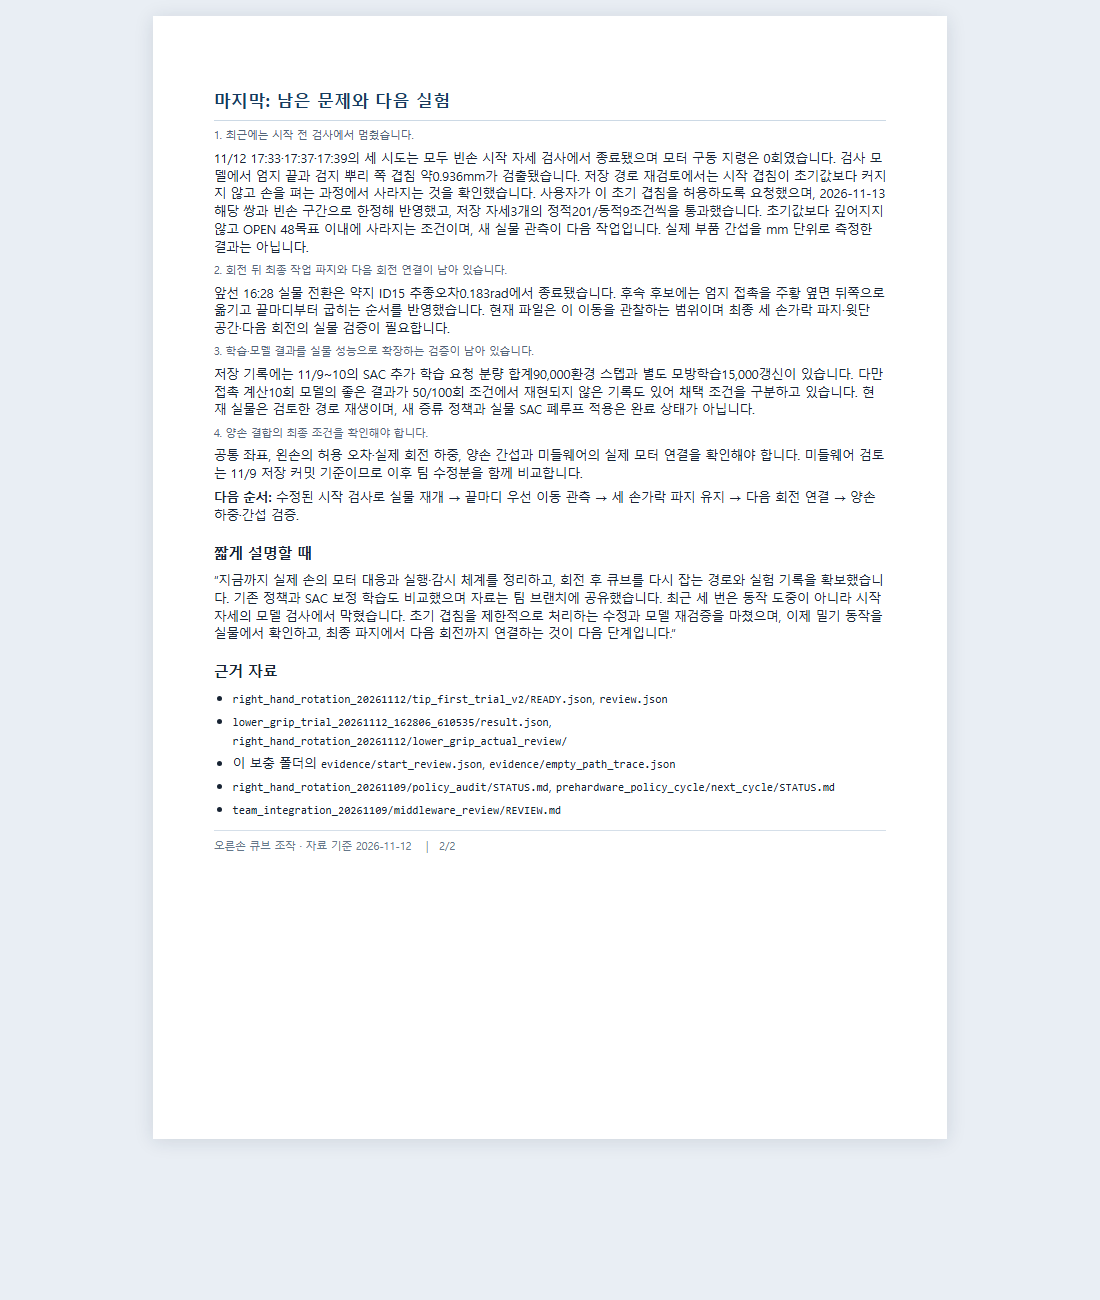 마지막: 남은 문제와 다음 실험
1. 최근에는 시작 전 검사에서 멈췄습니다.
11/12 17:33·17:37·17:39의 세 시도는 모두 빈손 시작 자세 검사에서 종료됐으며 모터 구동 지령은 0회였습니다. 검사 모
델에서 엄지 끝과 검지 뿌리 쪽 겹침 약0.936mm가 검출됐습니다. 저장 경로 재검토에서는 시작 겹침이 초기값보다 커지
지 않고 손을 펴는 과정에서 사라지는 것을 확인했습니다. 사용자가 이 초기 겹침을 허용하도록 요청했으며, 2026-11-13
해당 쌍과 빈손 구간으로 한정해 반영했고, 저장 자세3개의 정적201/동적9조건씩을 통과했습니다. 초기값보다 깊어지지
않고 OPEN 48목표 이내에 사라지는 조건이며, 새 실물 관측이 다음 작업입니다. 실제 부품 간섭을 mm 단위로 측정한
결과는 아닙니다.
2. 회전 뒤 최종 작업 파지와 다음 회전 연결이 남아 있습니다.
앞선 16:28 실물 전환은 약지 ID15 추종오차0.183rad에서 종료됐습니다. 후속 후보에는 엄지 접촉을 주황 옆면 뒤쪽으로
옮기고 끝마디부터 굽히는 순서를 반영했습니다. 현재 파일은 이 이동을 관찰하는 범위이며 최종 세 손가락 파지·윗단
공간·다음 회전의 실물 검증이 필요합니다.
3. 학습·모델 결과를 실물 성능으로 확장하는 검증이 남아 있습니다.
저장 기록에는 11/9~10의 SAC 추가 학습 요청 분량 합계90,000환경 스텝과 별도 모방학습15,000갱신이 있습니다. 다만
접촉 계산10회 모델의 좋은 결과가 50/100회 조건에서 재현되지 않은 기록도 있어 채택 조건을 구분하고 있습니다. 현
재 실물은 검토한 경로 재생이며, 새 증류 정책과 실물 SAC 폐루프 적용은 완료 상태가 아닙니다.
4. 양손 결합의 최종 조건을 확인해야 합니다.
공통 좌표, 왼손의 허용 오차·실제 회전 하중, 양손 간섭과 미들웨어의 실제 모터 연결을 확인해야 합니다. 미들웨어 검토
는 11/9 저장 커밋 기준이므로 이후 팀 수정분을 함께 비교합니다.
다음 순서: 수정된 시작 검사로 실물 재개 → 끝마디 우선 이동 관측 → 세 손가락 파지 유지 → 다음 회전 연결 → 양손
하중·간섭 검증.
짧게 설명할 때
“지금까지 실제 손의 모터 대응과 실행·감시 체계를 정리하고, 회전 후 큐브를 다시 잡는 경로와 실험 기록을 확보했습니
다. 기존 정책과 SAC 보정 학습도 비교했으며 자료는 팀 브랜치에 공유했습니다. 최근 세 번은 동작 도중이 아니라 시작
자세의 모델 검사에서 막혔습니다. 초기 겹침을 제한적으로 처리하는 수정과 모델 재검증을 마쳤으며, 이제 밀기 동작을
실물에서 확인하고, 최종 파지에서 다음 회전까지 연결하는 것이 다음 단계입니다.”
근거 자료
• right_hand_rotation_20261112/tip_first_trial_v2/READY.json, review.json
• lower_grip_trial_20261112_162806_610535/result.json,
right_hand_rotation_20261112/lower_grip_actual_review/
• 이 보충 폴더의 evidence/start_review.json, evidence/empty_path_trace.json
• right_hand_rotation_20261109/policy_audit/STATUS.md, prehardware_policy_cycle/next_cycle/STATUS.md
• team_integration_20261109/middleware_review/REVIEW.md
오른손 큐브 조작 · 자료 기준 2026-11-12 | 2/2